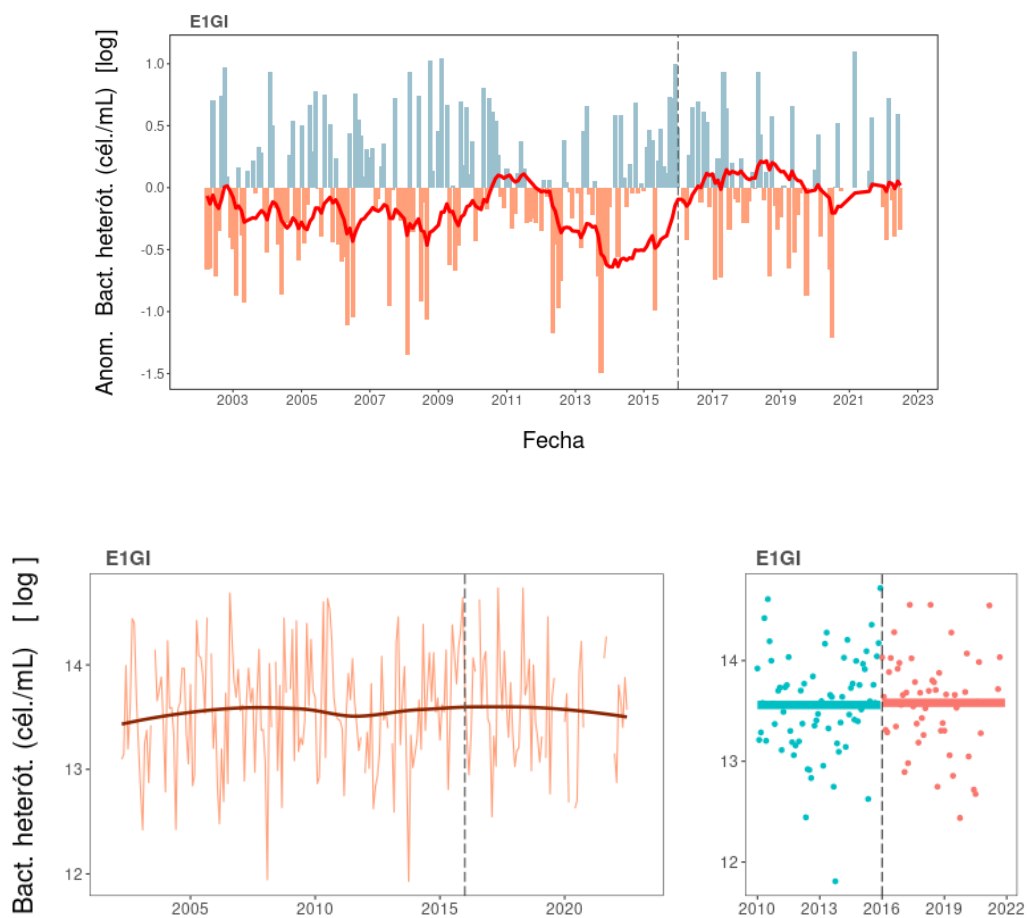 E1GI
Anom. Bact. heterót. (cél./mL) [log]
1.0
0.5
0.0
-0.5
-1.0
-1.5
2003 2005 2007 2009 2011 2013 2015 2017 2019 2021 2023
Fecha
E1GI
Bact. heterót. (cél./mL) [ log ]
14
13
12
2005 2010 2015 2020
E1GI
14
13
12
2010 2013 2016 2019 2022